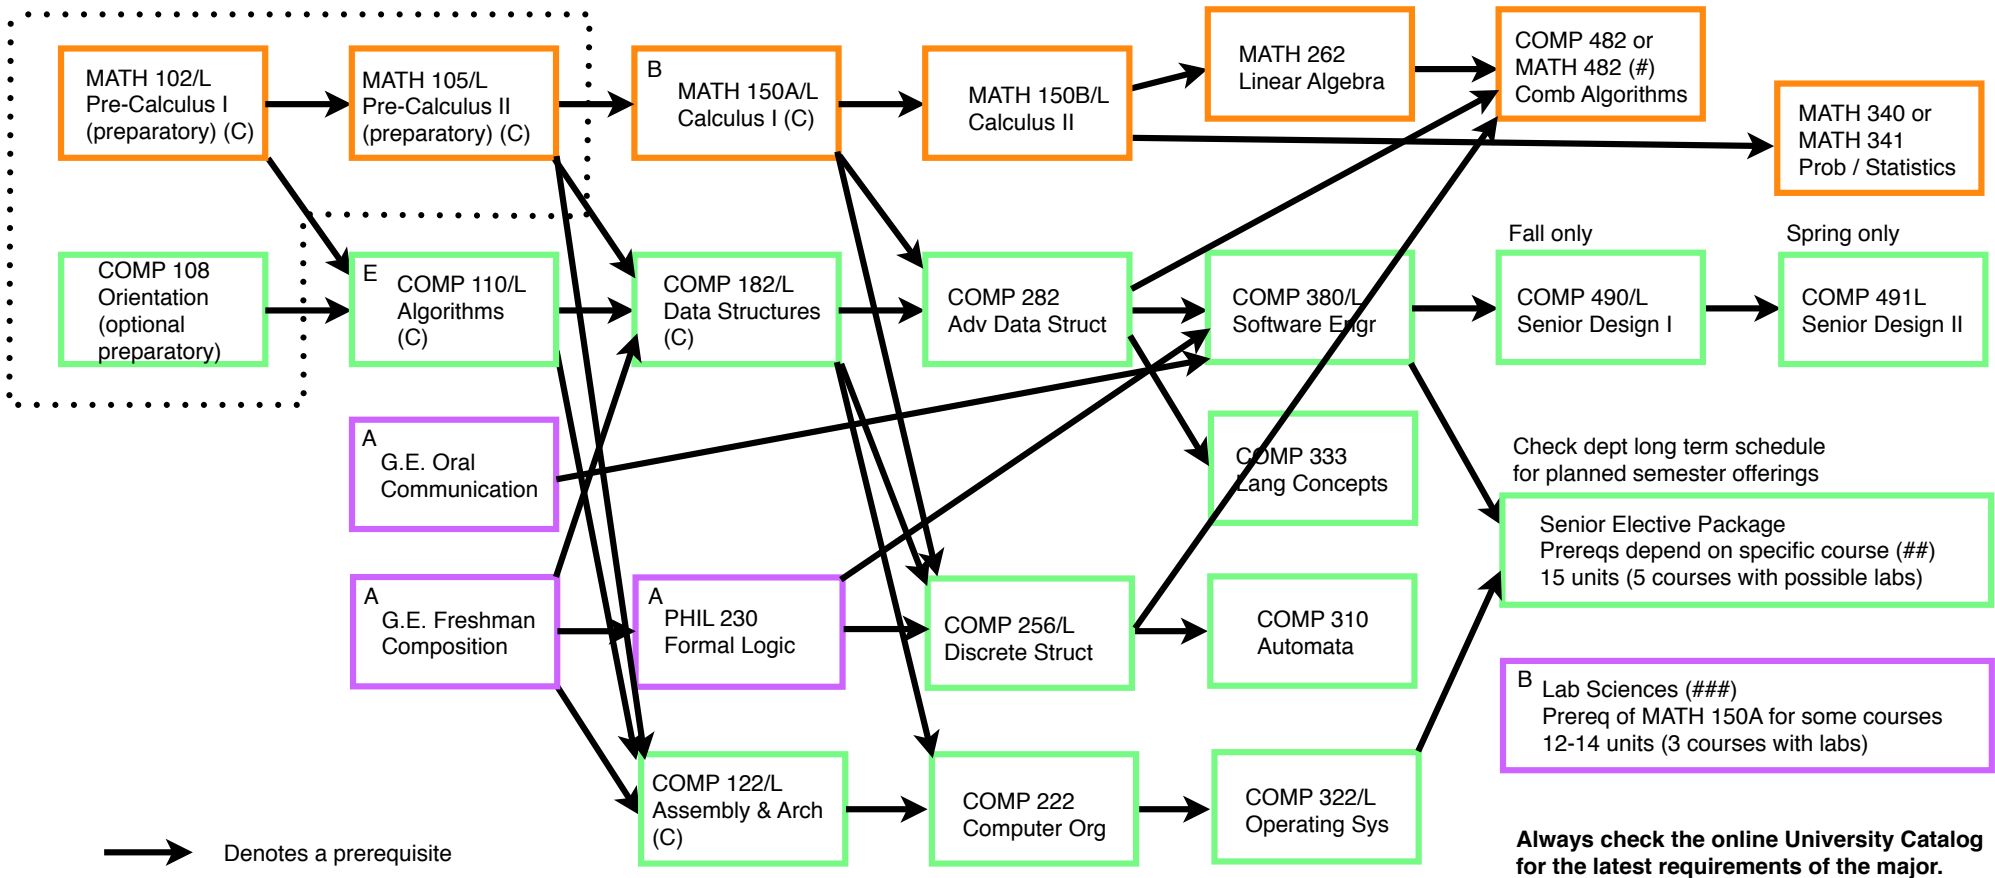 MATH 102/L
Pre-Calculus I
(preparatory) (C)
MATH 105/L
Pre-Calculus II
(preparatory) (C)
B
MATH 150A/L
Calculus I (C)
MATH 150B/L
Calculus II
MATH 262
Linear Algebra
COMP 482 or
MATH 482 (#)
Comb Algorithms
MATH 340 or
MATH 341
Prob / Statistics
COMP 108
Orientation
(optional
preparatory)
E
COMP 110/L
Algorithms
(C)
COMP 182/L
Data Structures
(C)
COMP 282
Adv Data Struct
COMP 380/L
Software Engr
Fall only
COMP 490/L
Senior Design I
Spring only
COMP 491L
Senior Design II
A
G.E. Oral
Communication
COMP 333
Lang Concepts
Check dept long term schedule
for planned semester offerings
Senior Elective Package
Prereqs depend on specific course (##)
15 units (5 courses with possible labs)
A
G.E. Freshman
Composition
A
PHIL 230
Formal Logic
COMP 256/L
Discrete Struct
COMP 310
Automata
B
Lab Sciences (###)
Prereq of MATH 150A for some courses
12-14 units (3 courses with labs)
COMP 122/L
Assembly & Arch
(C)
COMP 222
Computer Org
COMP 322/L
Operating Sys
Denotes a prerequisite
Always check the online University Catalog
for the latest requirements of the major.